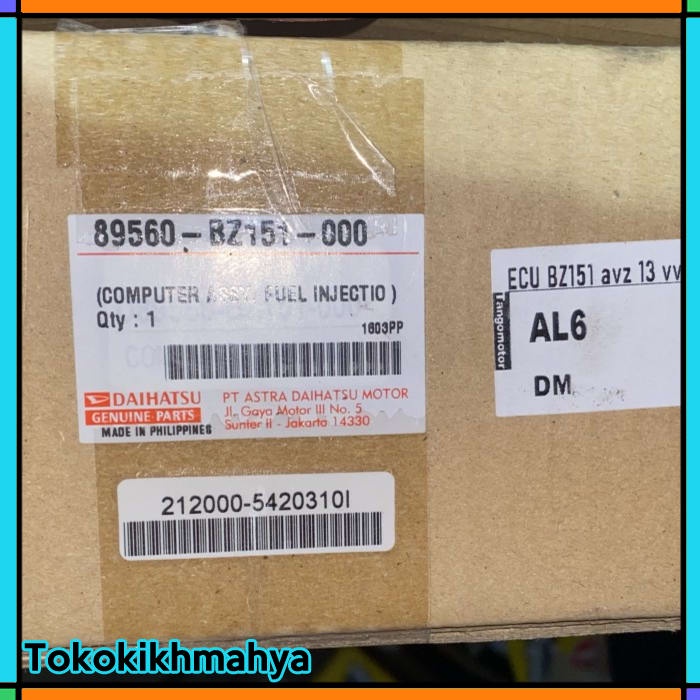 89560-BZ151-000
(COMPUTER ASSY, FUEL INJECTIO)
Qty : 1
1603PP
DAIHATSU
GENUINE PARTS
MADE IN PHILIPPINES
PT ASTRA DAIHATSU MOTOR
Jl. Gaya Motor III No. 5
Sunter II - Jakarta 14330
212000-5420310I
ECU BZ151 avz 13 vv
Tangomotor
AL6
DM
Tokokikhmahya